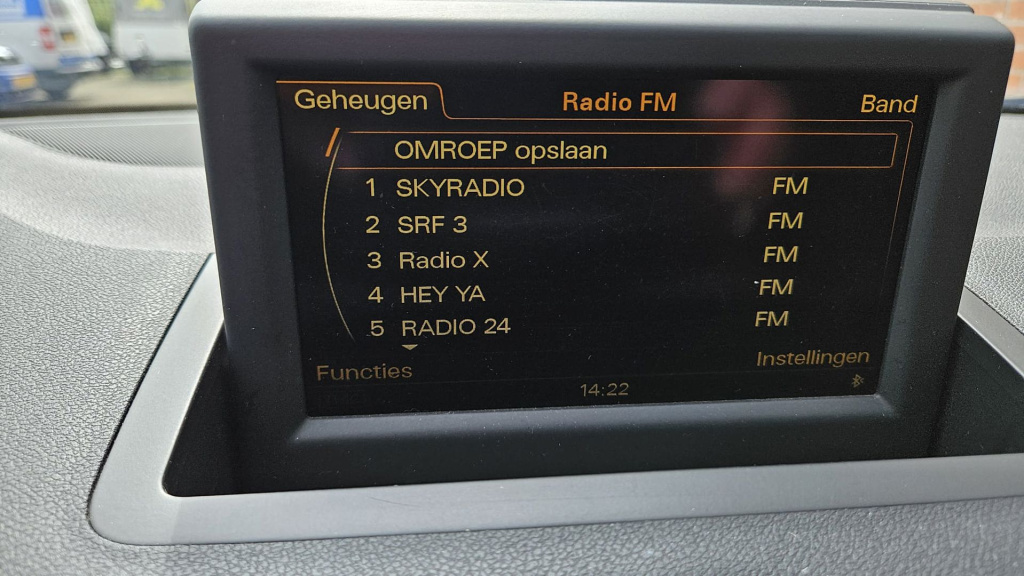 Geheugen Radio FM Band
OMROEP opslaan
1 SKYRADIO FM
2 SRF 3 FM
3 Radio X FM
4 HEY YA FM
5 RADIO 24 FM
Functies Instellingen
14:22